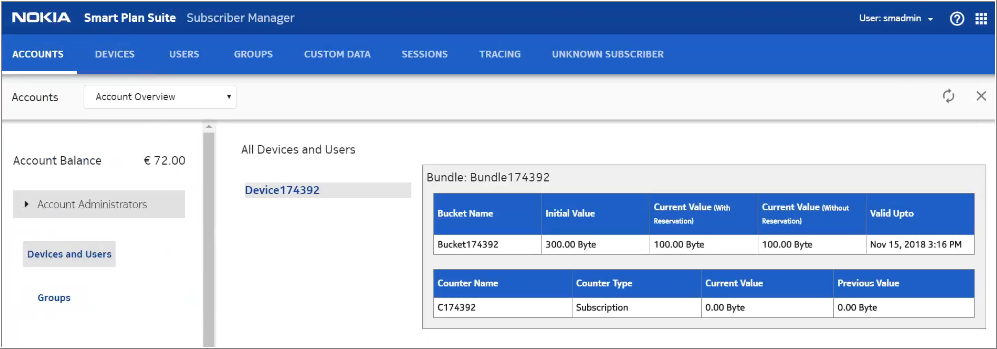 NOKIA Smart Plan Suite Subscriber Manager User: smadmin
ACCOUNTS DEVICES USERS GROUPS CUSTOM DATA SESSIONS TRACING UNKNOWN SUBSCRIBER
Accounts Account Overview
Account Balance € 72.00
Account Administrators
Devices and Users
Groups
All Devices and Users
Device174392
Bundle: Bundle174392
Bucket Name Initial Value Current Value (With Reservation) Current Value (Without Reservation) Valid Upto
Bucket174392 300.00 Byte 100.00 Byte 100.00 Byte Nov 15, 2018 3:16 PM
Counter Name Counter Type Current Value Previous Value
C174392 Subscription 0.00 Byte 0.00 Byte